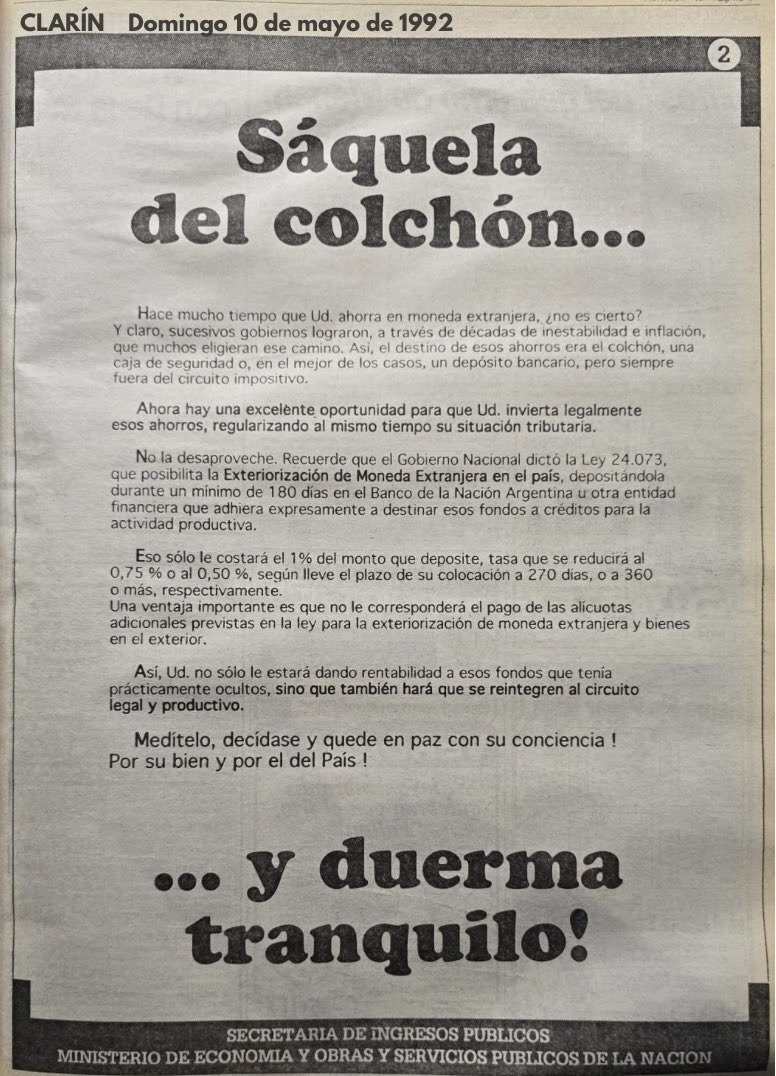 CLARÍN Domingo 10 de mayo de 1992
2
Sáquela
del colchón...
Hace mucho tiempo que Ud. ahorra en moneda extranjera, ¿no es cierto?
Y claro, sucesivos gobiernos lograron, a través de décadas de inestabilidad e inflación,
que muchos eligieran ese camino. Así, el destino de esos ahorros era el colchón, una
caja de seguridad o, en el mejor de los casos, un depósito bancario, pero siempre
fuera del circuito impositivo.
Ahora hay una excelente oportunidad para que Ud. invierta legalmente
esos ahorros, regularizando al mismo tiempo su situación tributaria.
No la desaproveche. Recuerde que el Gobierno Nacional dictó la Ley 24.073,
que posibilita la Exteriorización de Moneda Extranjera en el país, depositándola
durante un mínimo de 180 días en el Banco de la Nación Argentina u otra entidad
financiera que adhiera expresamente a destinar esos fondos a créditos para la
actividad productiva.
Eso sólo le costará el 1% del monto que deposite, tasa que se reducirá al
0,75 % o al 0,50 %, según lleve el plazo de su colocación a 270 días, o a 360
o más, respectivamente.
Una ventaja importante es que no le corresponderá el pago de las alícuotas
adicionales previstas en la ley para la exteriorización de moneda extranjera y bienes
en el exterior.
Así, Ud. no sólo le estará dando rentabilidad a esos fondos que tenía
prácticamente ocultos, sino que también hará que se reintegren al circuito
legal y productivo.
Medítelo, decídase y quede en paz con su conciencia !
Por su bien y por el del País !
... y duerma
tranquilo!
SECRETARIA DE INGRESOS PUBLICOS
MINISTERIO DE ECONOMIA Y OBRAS Y SERVICIOS PUBLICOS DE LA NACION